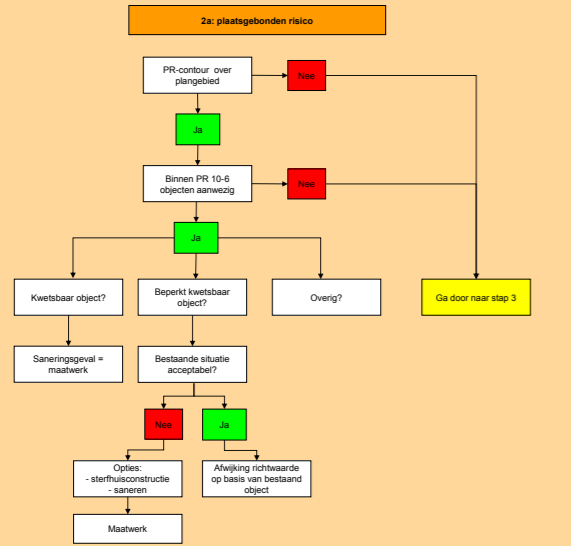 2a: plaatsgebonden risico
PR-contour over
plangebied
Nee
Ja
Binnen PR 10-6
objecten aanwezig
Nee
Ja
Kwetsbaar object?
Beperkt kwetsbaar
object?
Overig?
Ga door naar stap 3
Saneringsgeval =
maatwerk
Bestaande situatie
acceptabel?
Nee
Ja
Opties:
- sterfhuisconstructie
- saneren
Afwijking richtwaarde
op basis van bestaand
object
Maatwerk